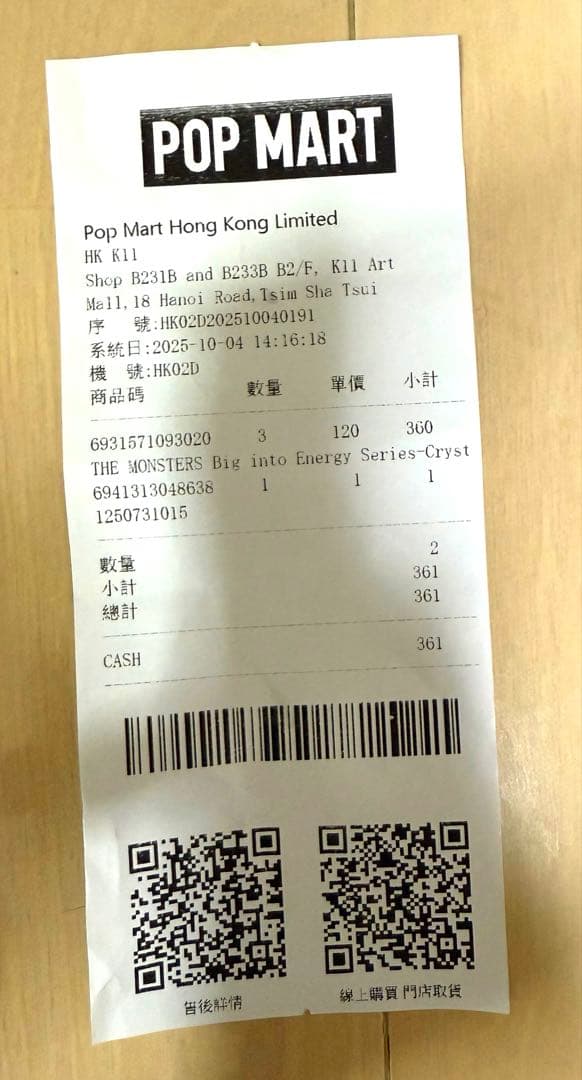 POP MART
Pop Mart Hong Kong Limited
HK K11
Shop B231B and B233B B2/F, K11 Art
Mall,18 Hanoi Road,Tsim Sha Tsui
序 號:HK02D202510040191
系統日:2025-10-04 14:16:18
機 號:HK02D
商品碼 數量 單價 小計
6931571093020 3 120 360
THE MONSTERS Big into Energy Series-Cryst
6941313048638 1 1 1
1250731015
數量 2
小計 361
總計 361
CASH 361
售後詳情 線上購買 門店取貨